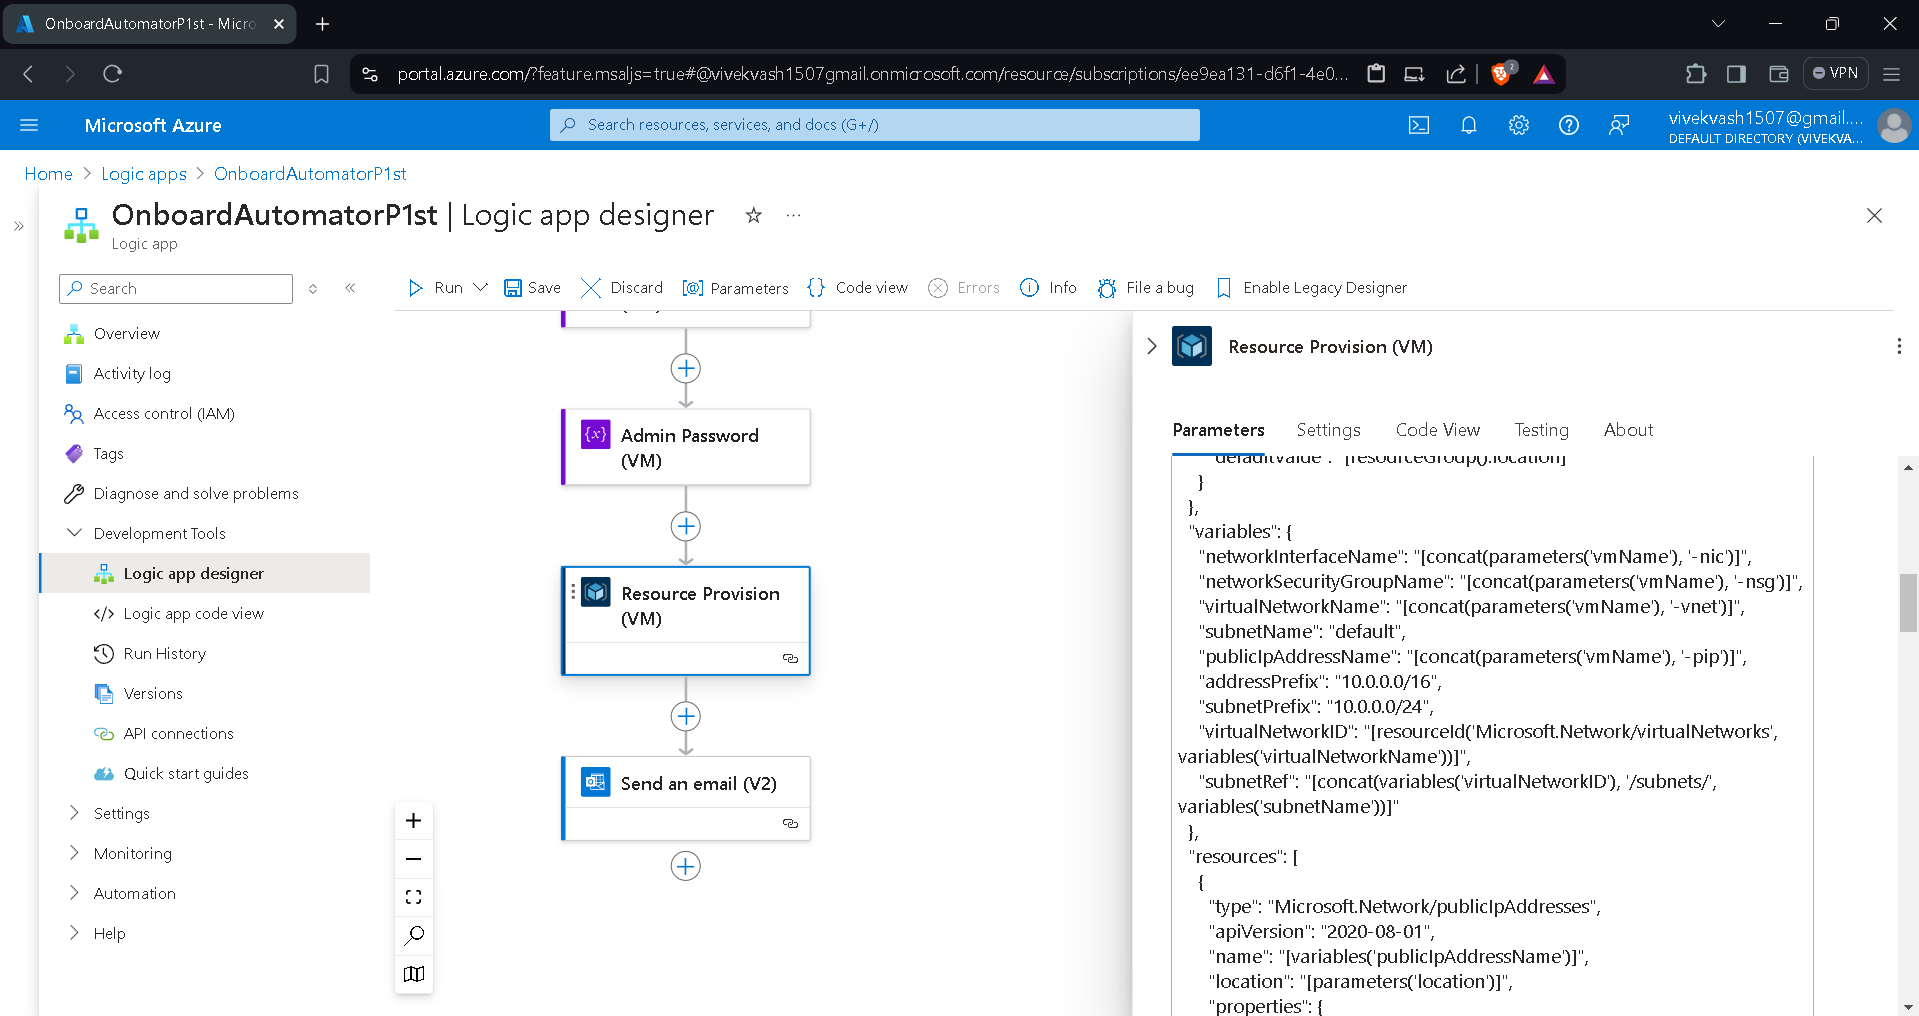 OnboardAutomatorP1st - Micro
portal.azure.com/?feature.msaljs=true#@vivekvash1507gmail.onmicrosoft.com/resource/subscriptions/ee9ea131-d6f1-4e0...
2
VPN
Microsoft Azure
Search resources, services, and docs (G+/)
vivekvash1507@gmail....
DEFAULT DIRECTORY (VIVEKVA...
Home > Logic apps > OnboardAutomatorP1st
OnboardAutomatorP1st | Logic app designer
Logic app
Search
Overview
Activity log
Access control (IAM)
Tags
Diagnose and solve problems
Development Tools
Logic app designer
Logic app code view
Run History
Versions
API connections
Quick start guides
Settings
Monitoring
Automation
Help
Run
Save
Discard
Parameters
Code view
Errors
Info
File a bug
Enable Legacy Designer
Admin Password
(VM)
Resource Provision
(VM)
Send an email (V2)
Resource Provision (VM)
Parameters
Settings
Code View
Testing
About
"defaultValue": "[resourceGroup().location]"
}
},
"variables": {
"networkInterfaceName": "[concat(parameters('vmName'), '-nic')]",
"networkSecurityGroupName": "[concat(parameters('vmName'), '-nsg')]",
"virtualNetworkName": "[concat(parameters('vmName'), '-vnet')]",
"subnetName": "default",
"publicIpAddressName": "[concat(parameters('vmName'), '-pip')]",
"addressPrefix": "10.0.0.0/16",
"subnetPrefix": "10.0.0.0/24",
"virtualNetworkID": "[resourceId('Microsoft.Network/virtualNetworks',
variables('virtualNetworkName'))]",
"subnetRef": "[concat(variables('virtualNetworkID'), '/subnets/',
variables('subnetName'))]"
},
"resources": [
{
"type": "Microsoft.Network/publicIpAddresses",
"apiVersion": "2020-08-01",
"name": "[variables('publicIpAddressName')]",
"location": "[parameters('location')]",
"properties": {